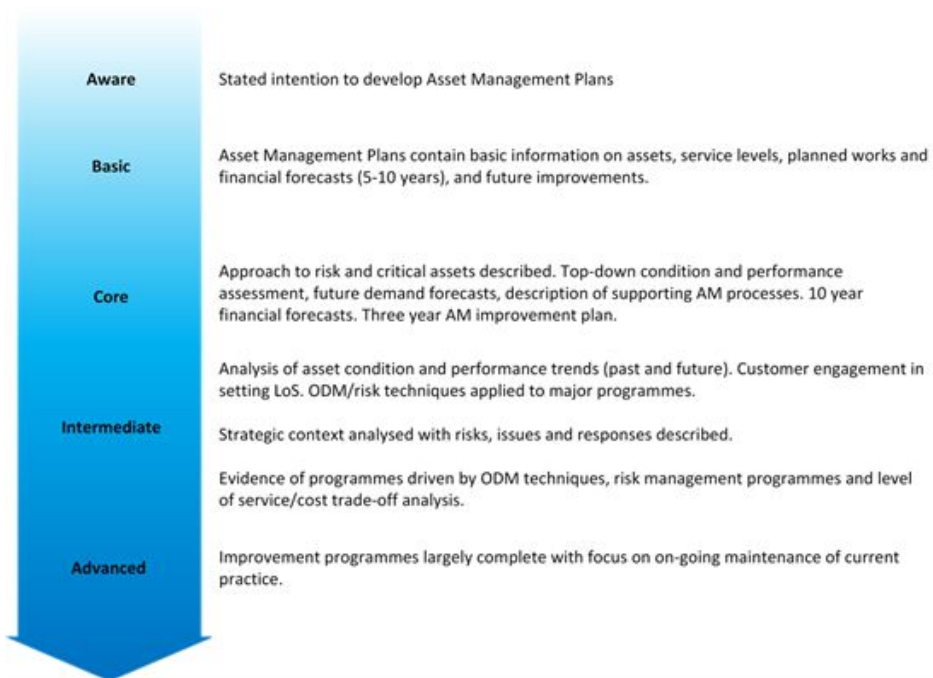 Aware
Stated intention to develop Asset Management Plans
Basic
Asset Management Plans contain basic information on assets, service levels, planned works and
financial forecasts (5-10 years), and future improvements.
Core
Approach to risk and critical assets described. Top-down condition and performance
assessment, future demand forecasts, description of supporting AM processes. 10 year
financial forecasts. Three year AM improvement plan.
Intermediate
Analysis of asset condition and performance trends (past and future). Customer engagement in
setting LoS. ODM/risk techniques applied to major programmes.
Strategic context analysed with risks, issues and responses described.
Evidence of programmes driven by ODM techniques, risk management programmes and level
of service/cost trade-off analysis.
Advanced
Improvement programmes largely complete with focus on on-going maintenance of current
practice.